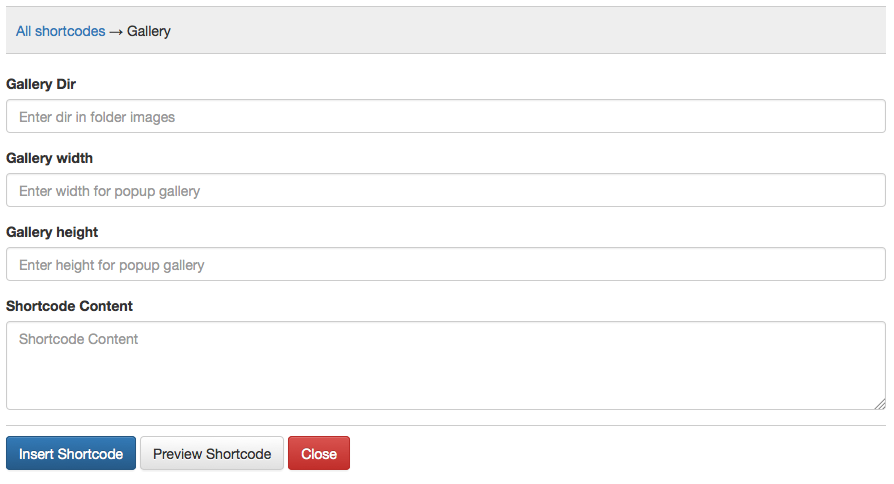 All shortcodes → Gallery
Gallery Dir
Enter dir in folder images
Gallery width
Enter width for popup gallery
Gallery height
Enter height for popup gallery
Shortcode Content
Shortcode Content
Insert Shortcode Preview Shortcode Close